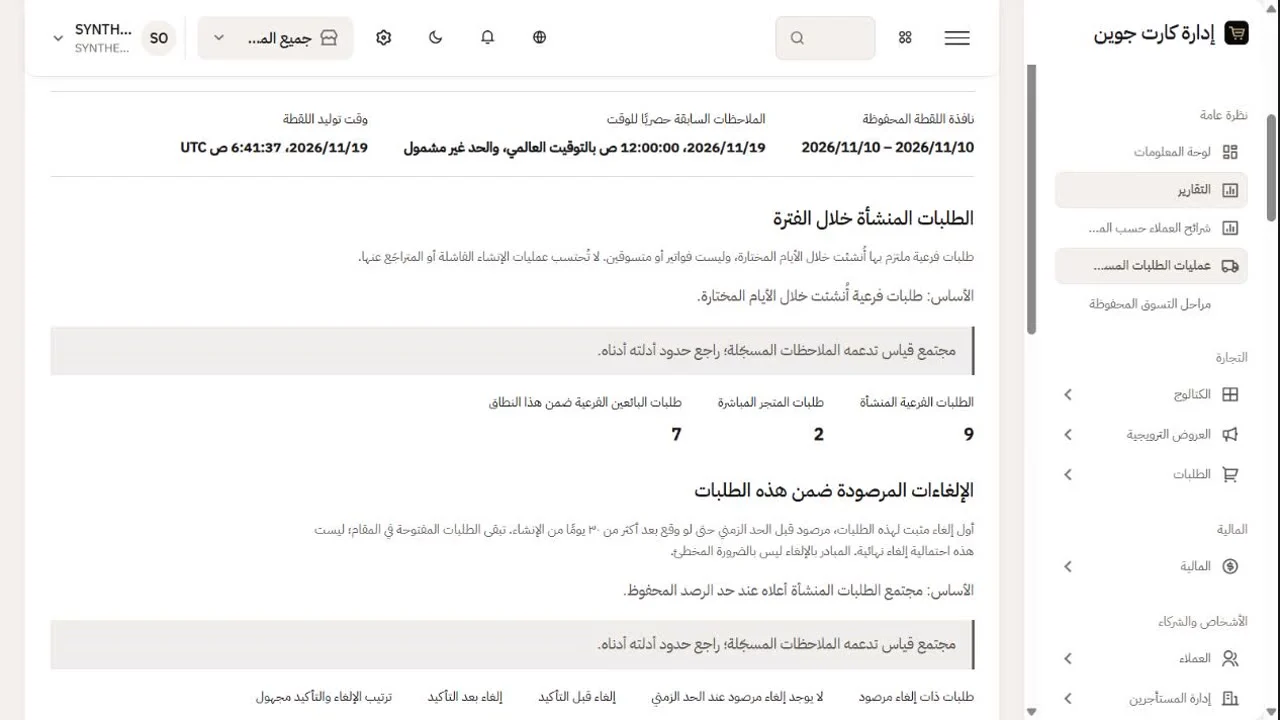 إدارة كارت جوين
جميع الم...
SO
SYNTH...
SYNTHE...
نظرة عامة
لوحة المعلومات
التقارير
شرائح العملاء حسب الم...
عمليات الطلبات المس...
مراحل التسوق المحفوظة
التجارة
الكتالوج
العروض الترويجية
الطلبات
المالية
المالية
الأشخاص والشركاء
العملاء
إدارة المستأجرين
نافذة اللقطة المحفوظة
2026/11/10 – 2026/11/10
الملاحظات السابقة حصريًا للوقت
2026/11/19، 12:00:00 ص بالتوقيت العالمي، والحد غير مشمول
وقت توليد اللقطة
2026/11/19، 6:41:37 ص UTC
الطلبات المنشأة خلال الفترة
طلبات فرعية ملتزم بها أُنشئت خلال الأيام المختارة، وليست فواتير أو متسوقين. لا تُحتسب عمليات الإنشاء الفاشلة أو المتراجَع عنها.
الأساس: طلبات فرعية أُنشئت خلال الأيام المختارة.
مجتمع قياس تدعمه الملاحظات المسجّلة؛ راجع حدود أدلته أدناه.
الطلبات الفرعية المنشأة
9
طلبات المتجر المباشرة
2
طلبات البائعين الفرعية ضمن هذا النطاق
7
الإلغاءات المرصودة ضمن هذه الطلبات
أول إلغاء مثبت لهذه الطلبات، مرصود قبل الحد الزمني حتى لو وقع بعد أكثر من ٣٠ يومًا من الإنشاء. تبقى الطلبات المفتوحة في المقام؛ ليست
هذه احتمالية إلغاء نهائية. المبادر بالإلغاء ليس بالضرورة المخطئ.
الأساس: مجتمع الطلبات المنشأة أعلاه عند حد الرصد المحفوظ.
مجتمع قياس تدعمه الملاحظات المسجّلة؛ راجع حدود أدلته أدناه.
طلبات ذات إلغاء مرصود
لا يوجد إلغاء مرصود عند الحد الزمني
إلغاء قبل التأكيد
إلغاء بعد التأكيد
ترتيب الإلغاء والتأكيد مجهول